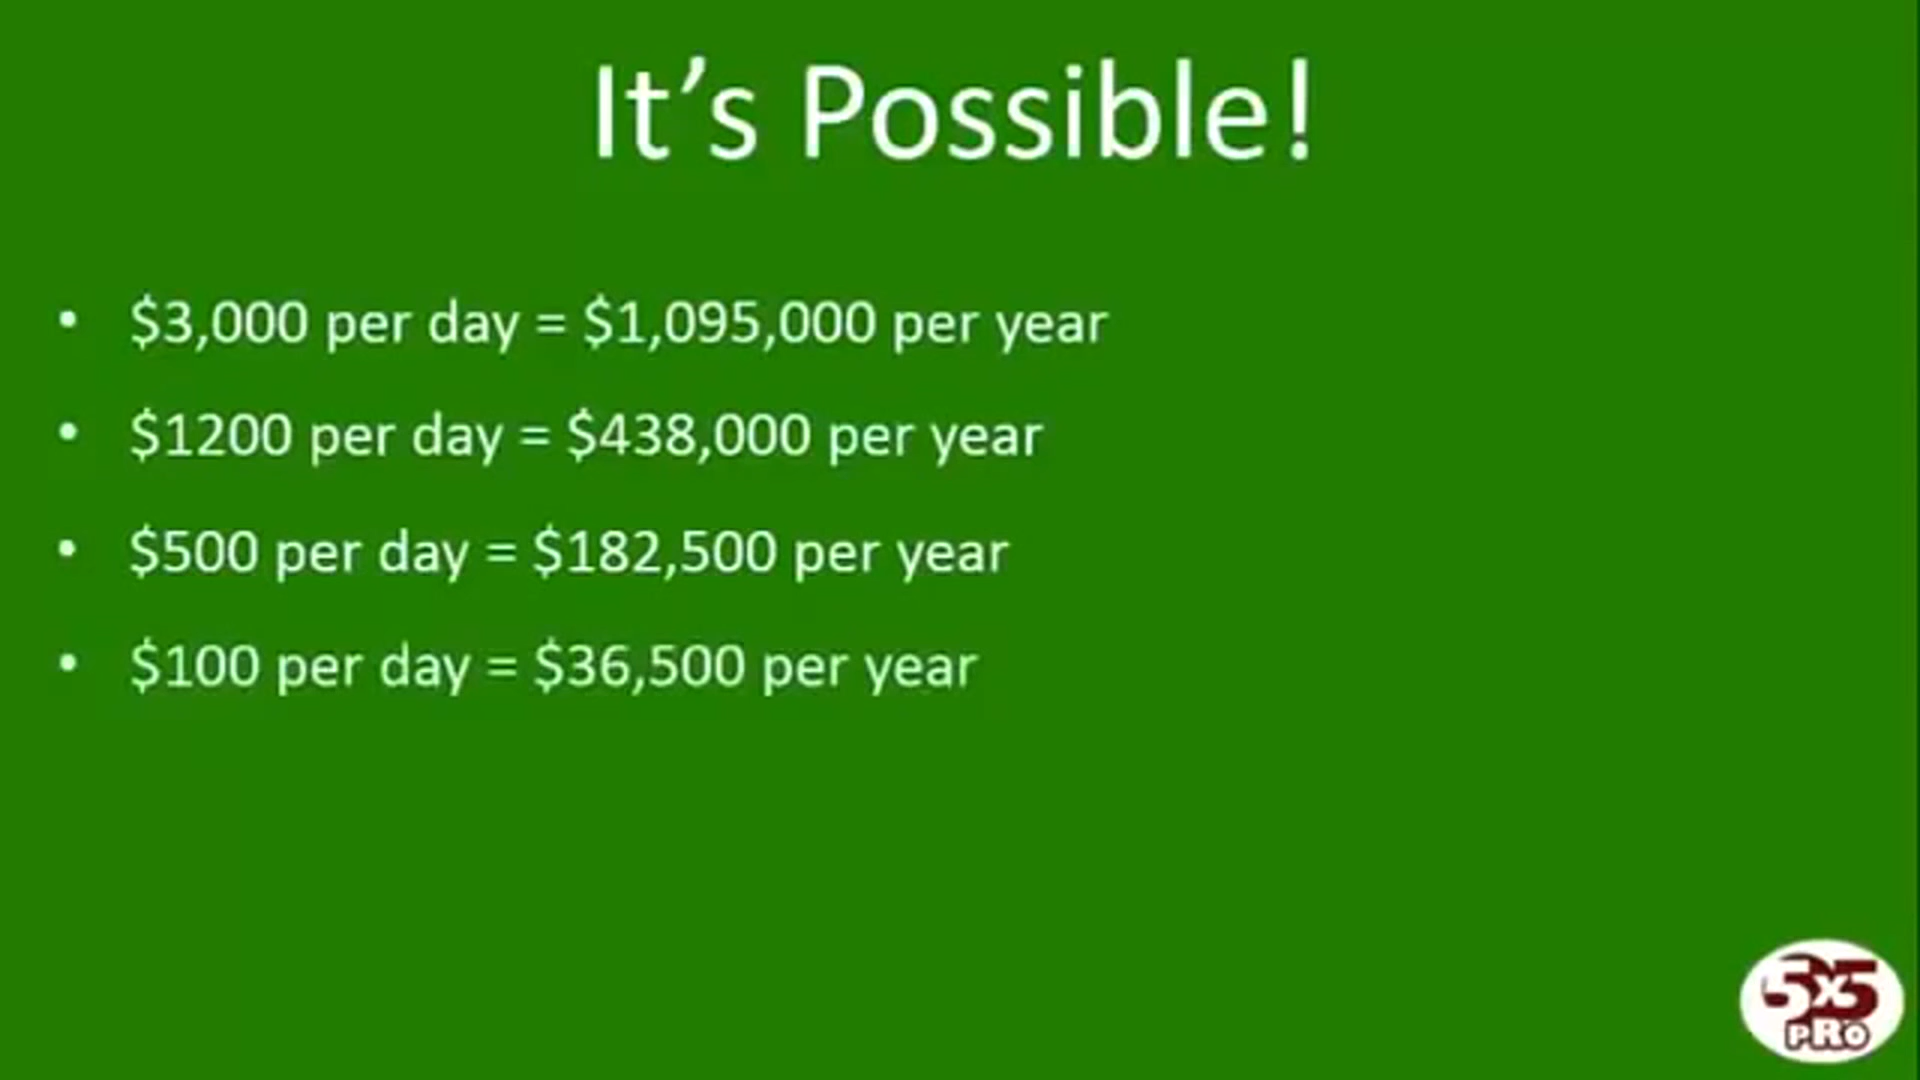 It’s Possible!
• $3,000 per day = $1,095,000 per year
• $1200 per day = $438,000 per year
• $500 per day = $182,500 per year
• $100 per day = $36,500 per year
5x5
PRO